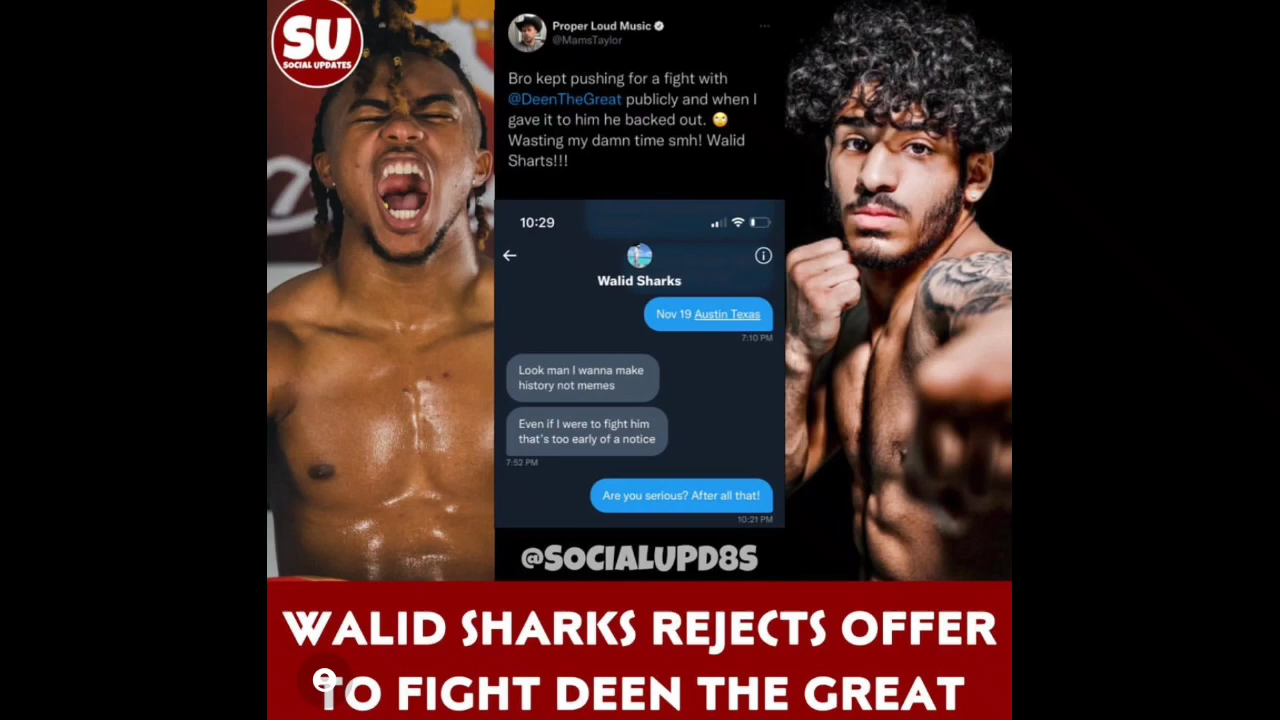 SU
SOCIAL UPDATES
Proper Loud Music
@MamsTaylor
Bro kept pushing for a fight with
@DeenTheGreat publicly and when I
gave it to him he backed out. 🙄
Wasting my damn time smh! Walid
Sharts!!!
10:29
Walid Sharks
Nov 19 Austin Texas
7:10 PM
Look man I wanna make
history not memes
Even if I were to fight him
that's too early of a notice
7:52 PM
Are you serious? After all that!
10:21 PM
@SOCIALUPD8S
WALID SHARKS REJECTS OFFER
TO FIGHT DEEN THE GREAT